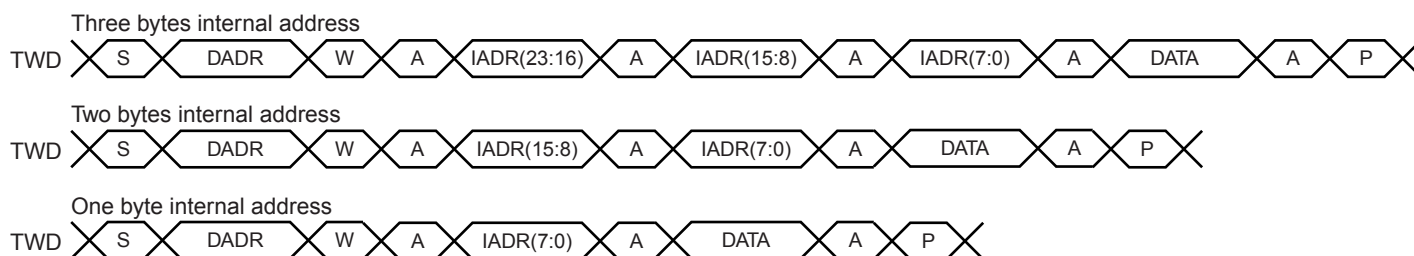 Three bytes internal address
TWD S DADR W A IADR(23:16) A IADR(15:8) A IADR(7:0) A DATA A P
Two bytes internal address
TWD S DADR W A IADR(15:8) A IADR(7:0) A DATA A P
One byte internal address
TWD S DADR W A IADR(7:0) A DATA A P